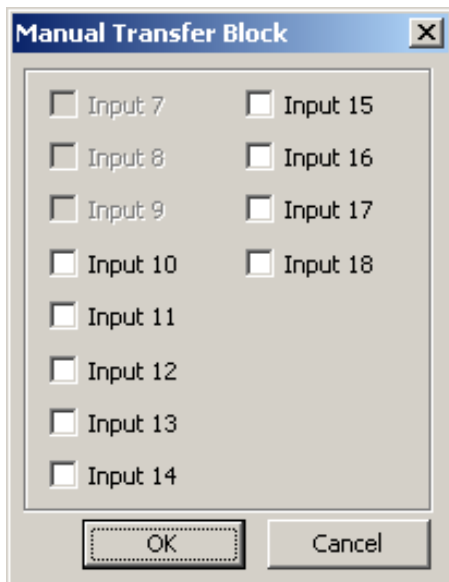 Manual Transfer Block
Input 7
Input 8
Input 9
Input 10
Input 11
Input 12
Input 13
Input 14
Input 15
Input 16
Input 17
Input 18
OK
Cancel